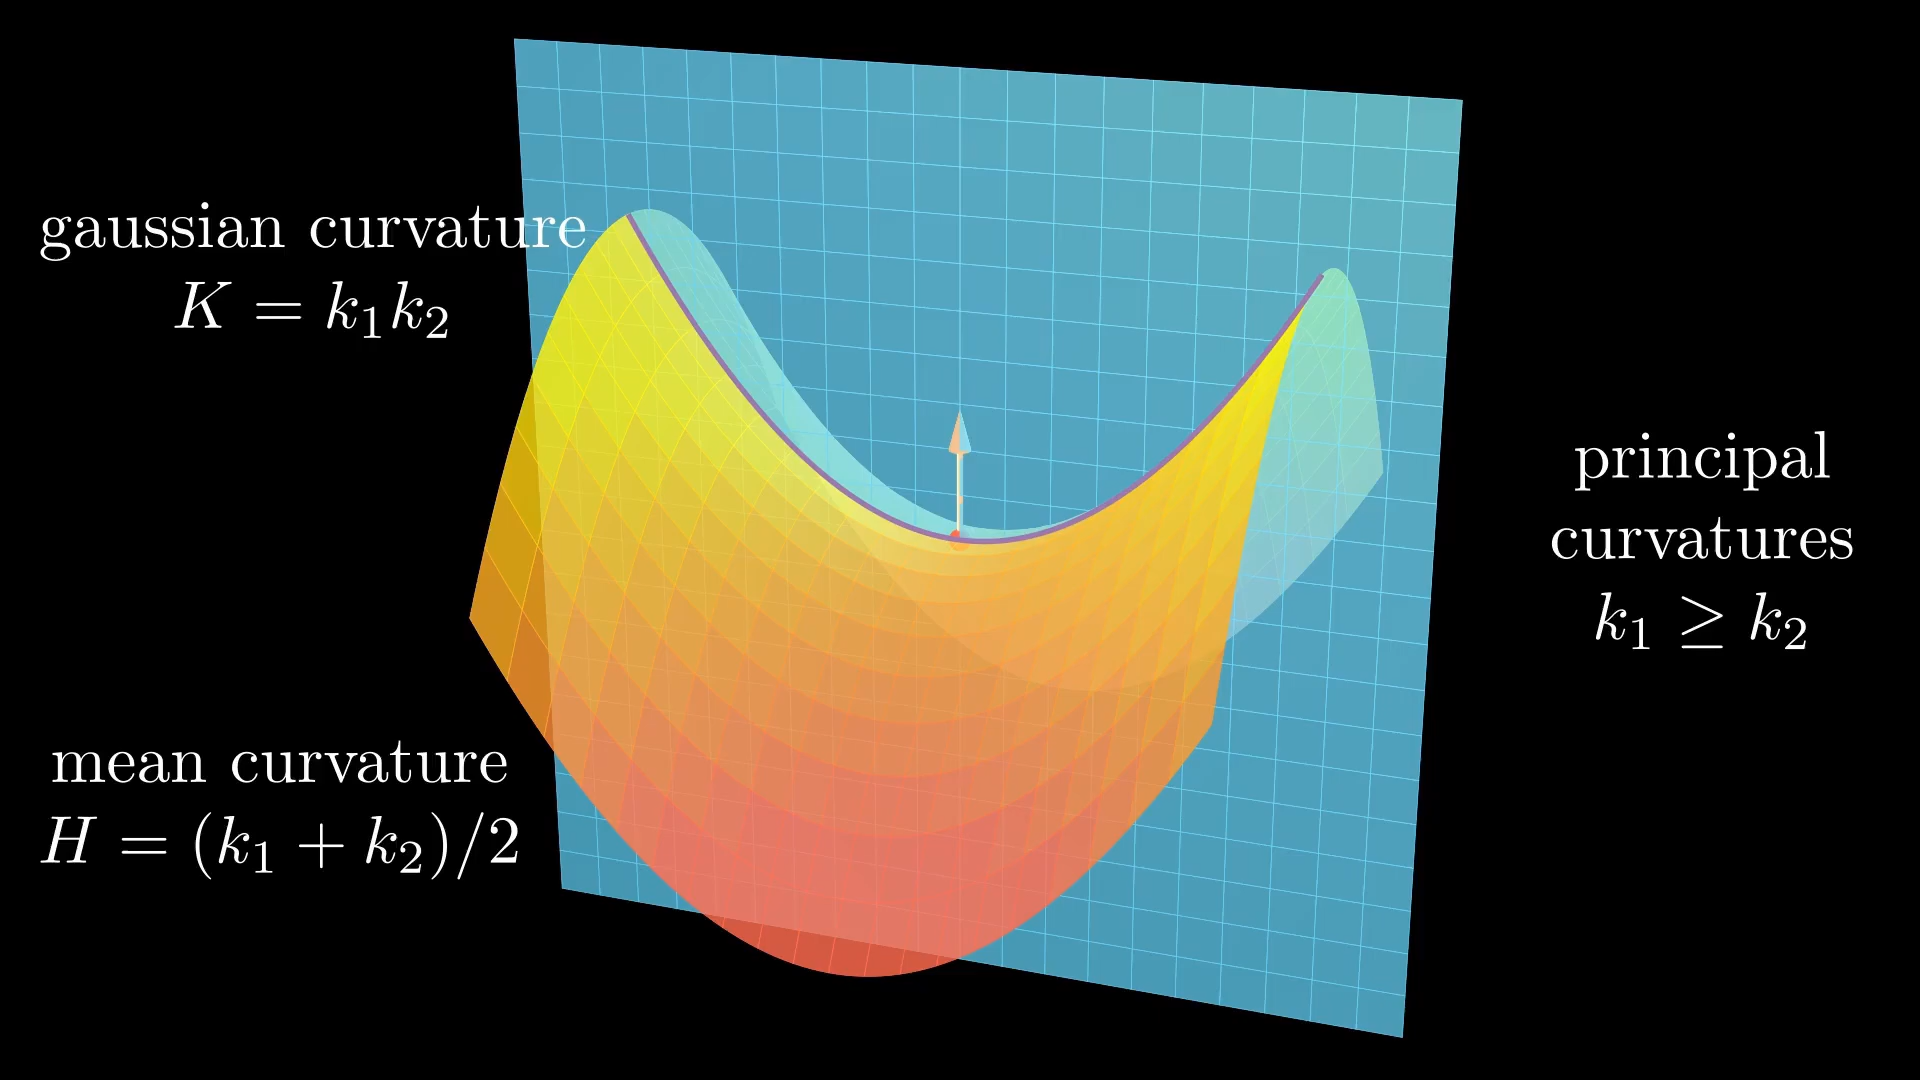 gaussian curvature
K = k₁k₂
mean curvature
H = (k₁ + k₂)/2
principal
curvatures
k₁ ≥ k₂